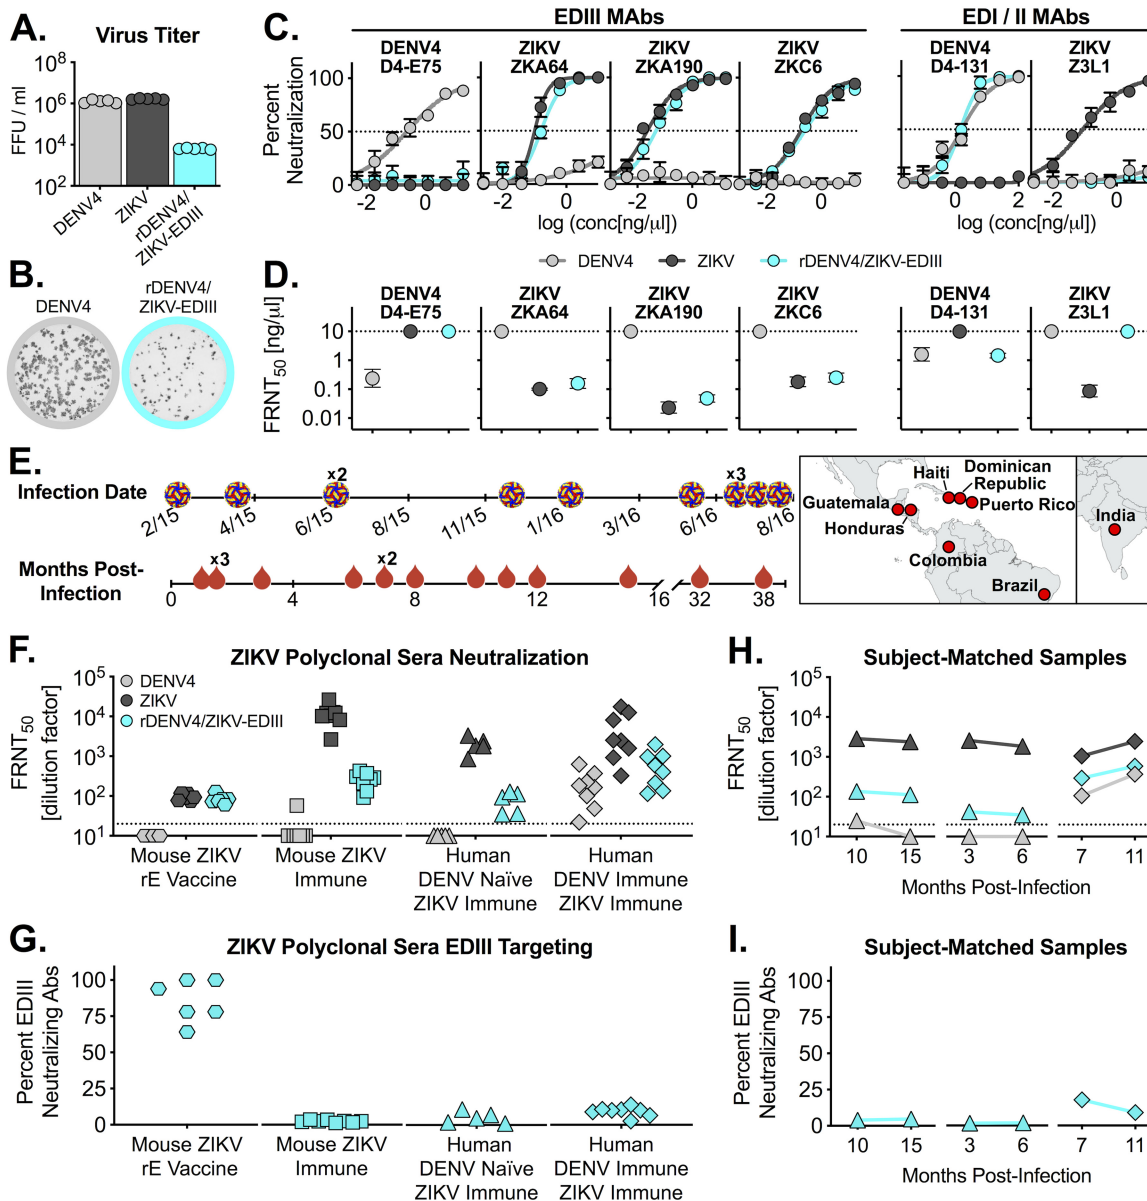 A.
Virus Titer
FFU / ml
10^8
10^6
10^4
10^2
DENV4
ZIKV
rDENV4/
ZIKV-EDIII
B.
DENV4
rDENV4/
ZIKV-EDIII
C.
EDIII MAbs
EDI / II MAbs
DENV4
D4-E75
ZIKV
ZKA64
ZIKV
ZKA190
ZIKV
ZKC6
DENV4
D4-131
ZIKV
Z3L1
Percent
Neutralization
100
50
0
-2 0
-2 0
-2 0
-2 0
-2 0 2
-2 0
log (conc[ng/µl])
log (conc[ng/µl])
DENV4
ZIKV
rDENV4/ZIKV-EDIII
D.
DENV4
D4-E75
ZIKV
ZKA64
ZIKV
ZKA190
ZIKV
ZKC6
DENV4
D4-131
ZIKV
Z3L1
FRNT50 [ng/µl]
10
1
0.1
0.01
E.
Infection Date
x2
x3
2/15 4/15 6/15 8/15 11/15 1/16 3/16 6/16 8/16
Months Post-
Infection
x3
x2
0 4 8 12 16 32 38
Haiti
Dominican
Republic
Guatemala
Puerto Rico
Honduras
Colombia
Brazil
India
F.
ZIKV Polyclonal Sera Neutralization
DENV4
ZIKV
rDENV4/ZIKV-EDIII
FRNT50
[dilution factor]
10^5
10^4
10^3
10^2
10^1
Mouse ZIKV
rE Vaccine
Mouse ZIKV
Immune
Human
DENV Naïve
ZIKV Immune
Human
DENV Immune
ZIKV Immune
H.
Subject-Matched Samples
FRNT50
[dilution factor]
10^5
10^4
10^3
10^2
10^1
10 15 3 6 7 11
Months Post-Infection
G.
ZIKV Polyclonal Sera EDIII Targeting
Percent EDIII
Neutralizing Abs
100
75
50
25
0
Mouse ZIKV
rE Vaccine
Mouse ZIKV
Immune
Human
DENV Naïve
ZIKV Immune
Human
DENV Immune
ZIKV Immune
I.
Subject-Matched Samples
Percent EDIII
Neutralizing Abs
100
75
50
25
0
10 15 3 6 7 11
Months Post-Infection